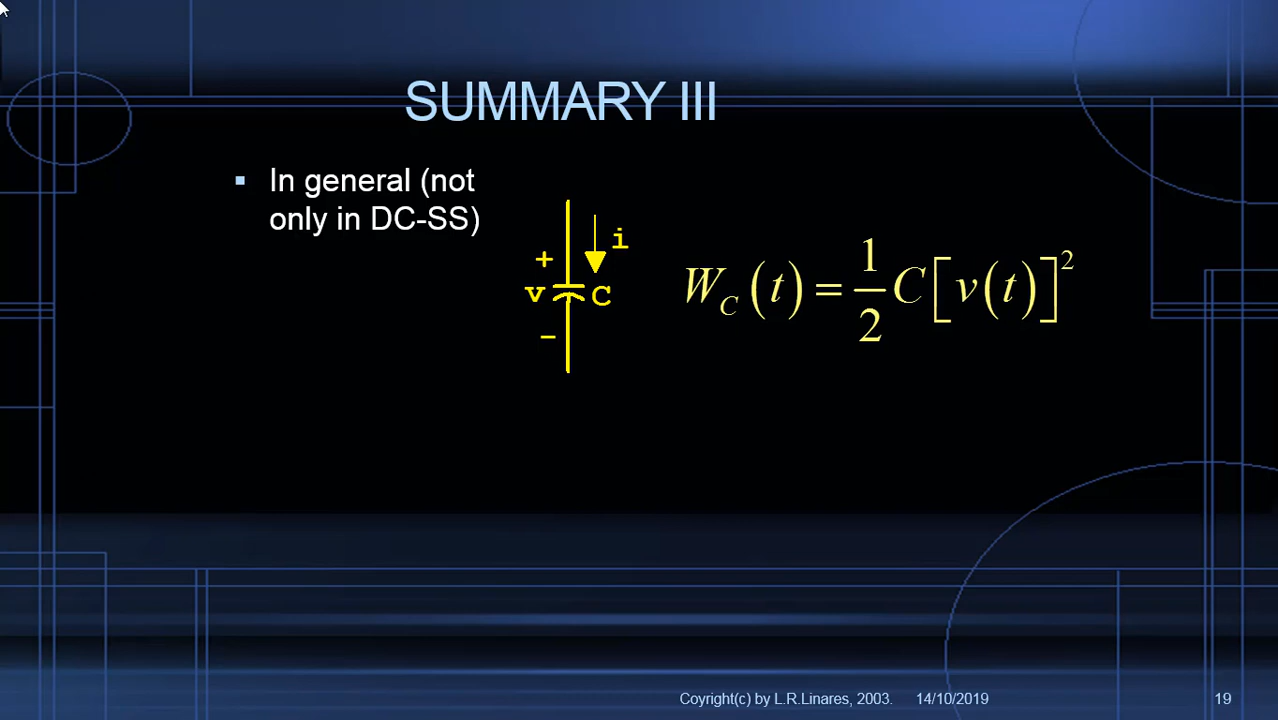 SUMMARY III
▪ In general (not
only in DC-SS)
i
+
v C
-
W_C(t) = 1/2 C[v(t)]^2
Coyright(c) by L.R.Linares, 2003. 14/10/2019 19